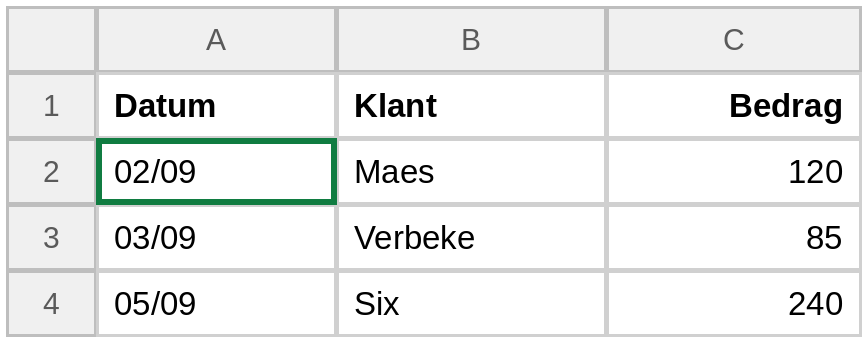 A B C
1 Datum Klant Bedrag
2 02/09 Maes 120
3 03/09 Verbeke 85
4 05/09 Six 240